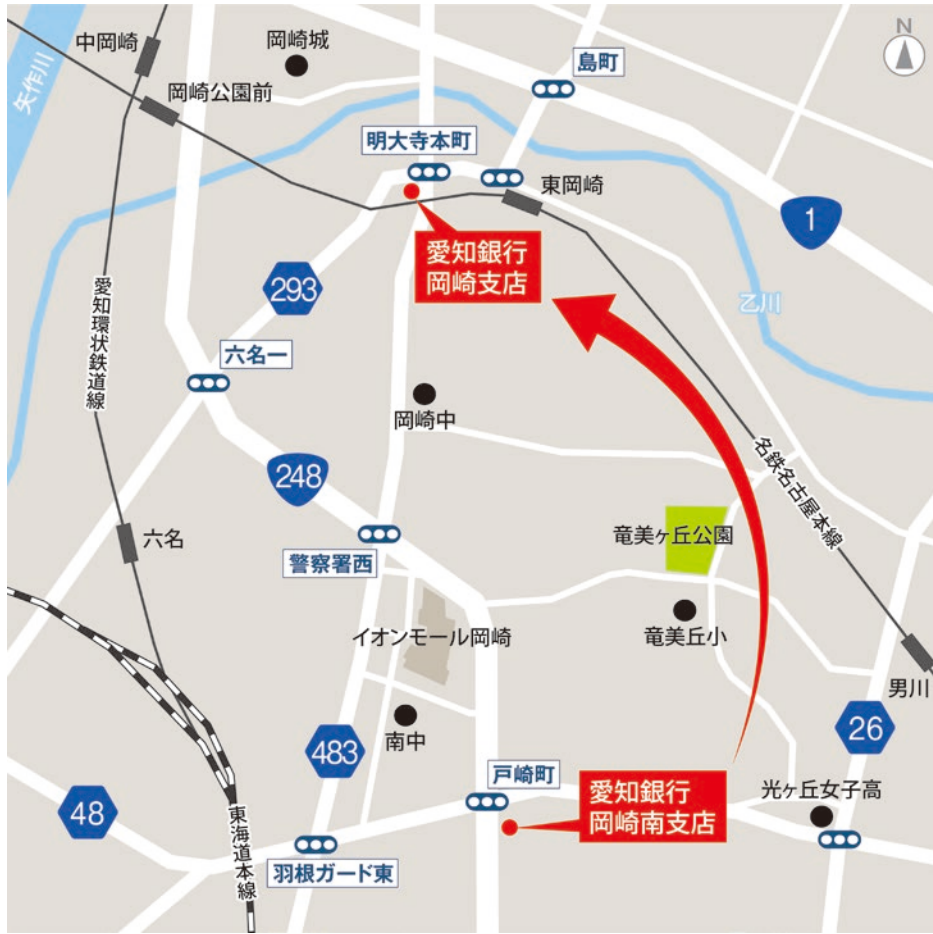 中岡崎
岡崎城
N
矢作川
岡崎公園前
島町
明大寺本町
東岡崎
1
愛知銀行
岡崎支店
293
乙川
愛知環状鉄道線
六名一
岡崎中
名鉄名古屋本線
248
六名
警察署西
竜美ヶ丘公園
イオンモール岡崎
竜美丘小
男川
南中
26
483
戸崎町
愛知銀行
岡崎南支店
光ヶ丘女子高
48
東海道本線
羽根ガード東